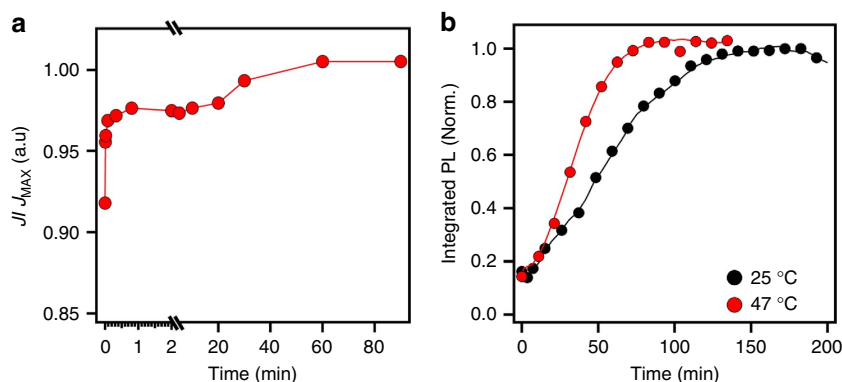 a
J/ J_MAX (a.u)
1.00
0.95
0.90
0.85
0 1 2 20 40 60 80
Time (min)
b
Integrated PL (Norm.)
1.0
0.8
0.6
0.4
0.2
0.0
25 °C
47 °C
0 50 100 150 200
Time (min)